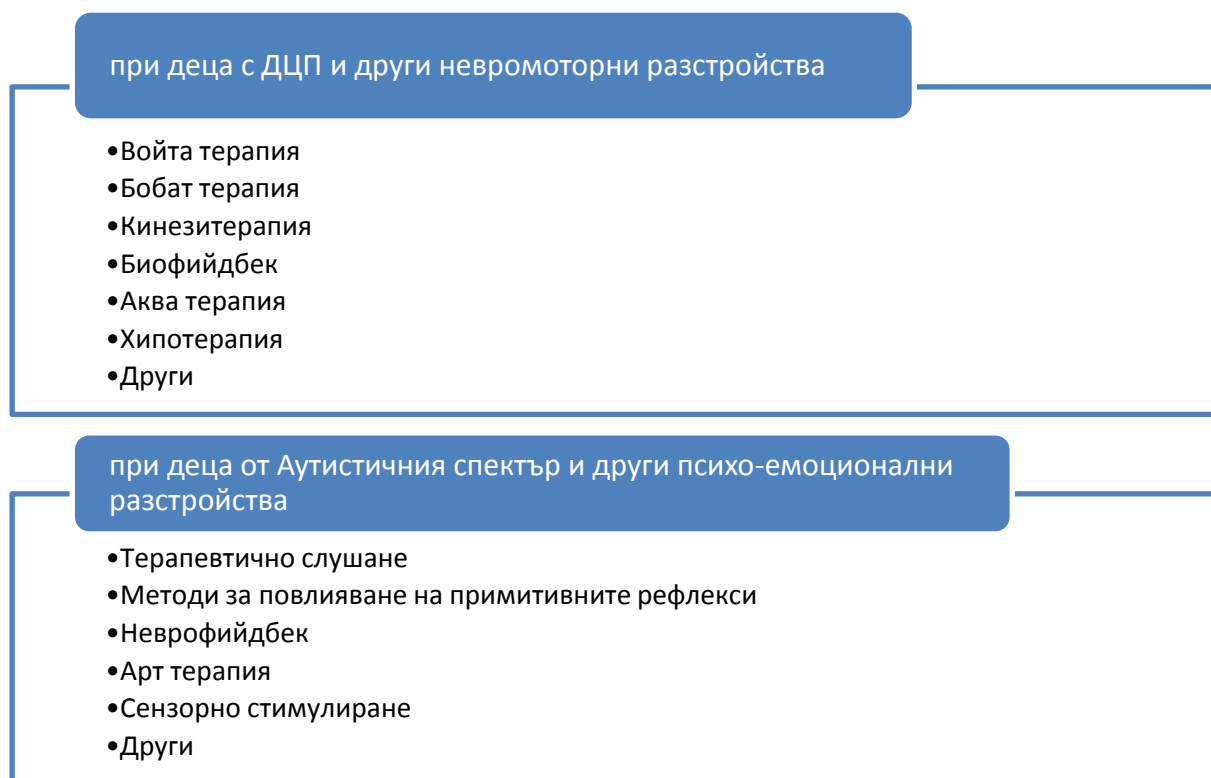 при деца с ДЦП и други невромоторни разстройства
•Войта терапия
•Бобат терапия
•Кинезитерапия
•Биофийдбек
•Аква терапия
•Хипотерапия
•Други
при деца от Аутистичния спектър и други психо-емоционални
разстройства
•Терапевтично слушане
•Методи за повлияване на примитивните рефлекси
•Неврофийдбек
•Арт терапия
•Сензорно стимулиране
•Други